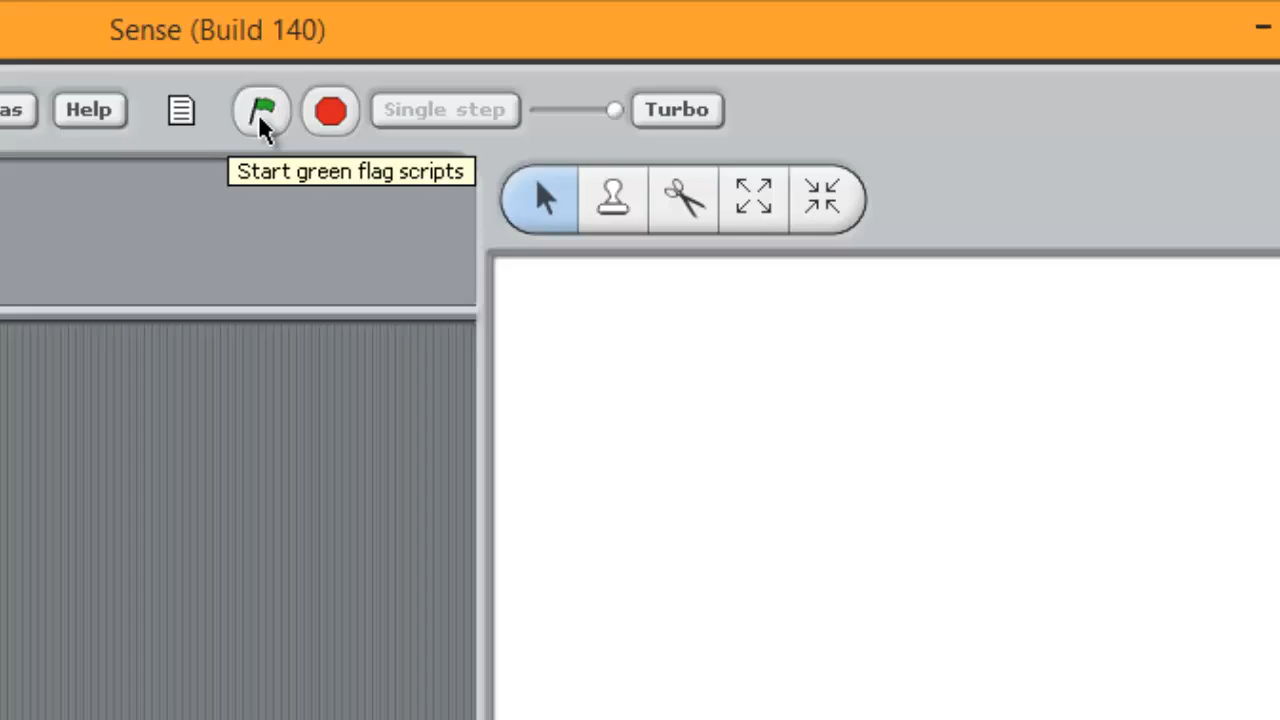 Sense (Build 140)
as Help Single step Turbo
Start green flag scripts